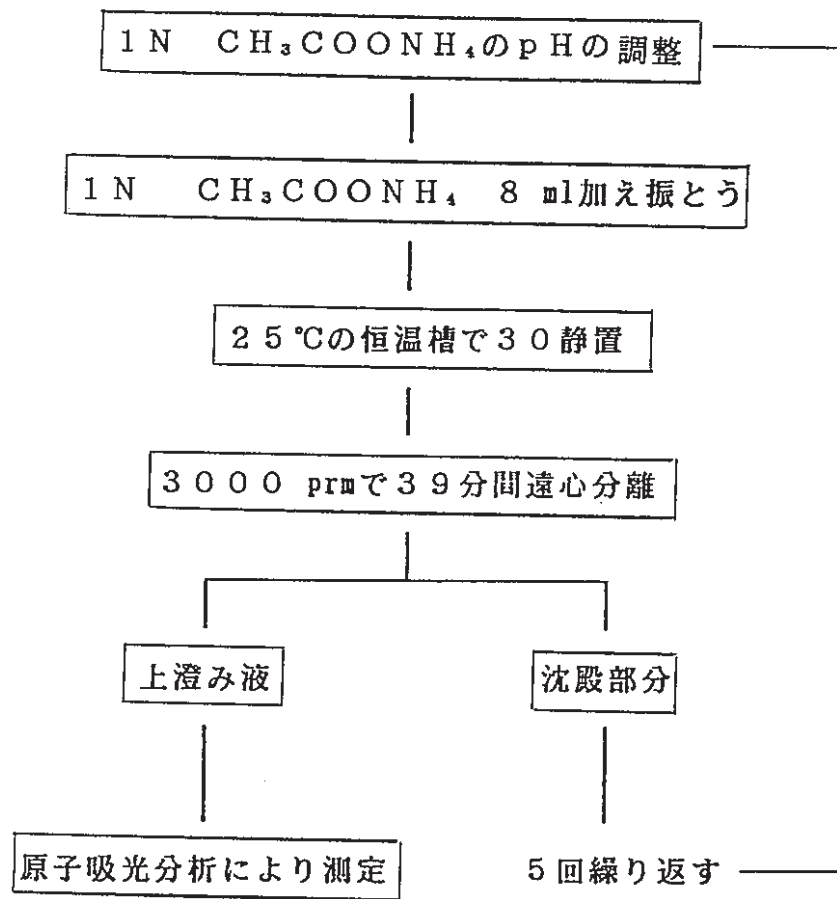 1N CH₃COONH₄のpHの調整
1N CH₃COONH₄ 8 ml加え振とう
25℃の恒温槽で30静置
3000 prmで39分間遠心分離
上澄み液
沈殿部分
原子吸光分析により測定
5回繰り返す